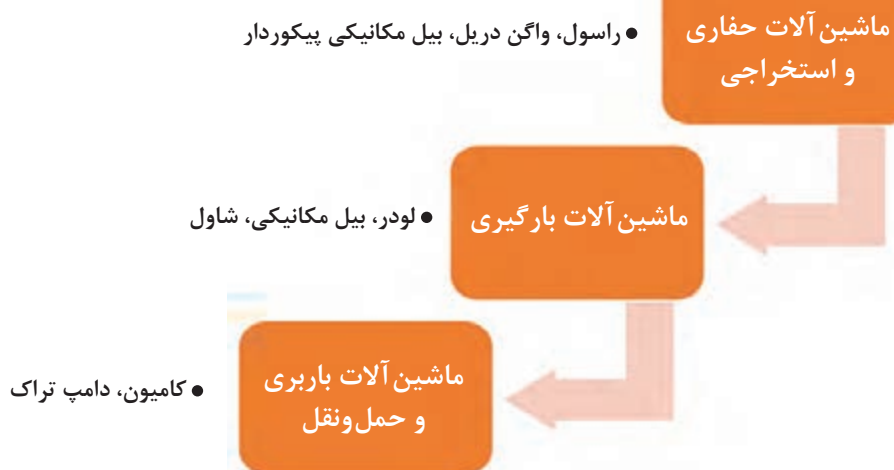 ماشین‌آلات حفاری
و استخراجی
● راسول، واگن دریل، بیل مکانیکی پیکوردار
ماشین‌آلات بارگیری
● لودر، بیل مکانیکی، شاول
ماشین‌آلات باربری
و حمل‌ونقل
● کامیون، دامپ تراک